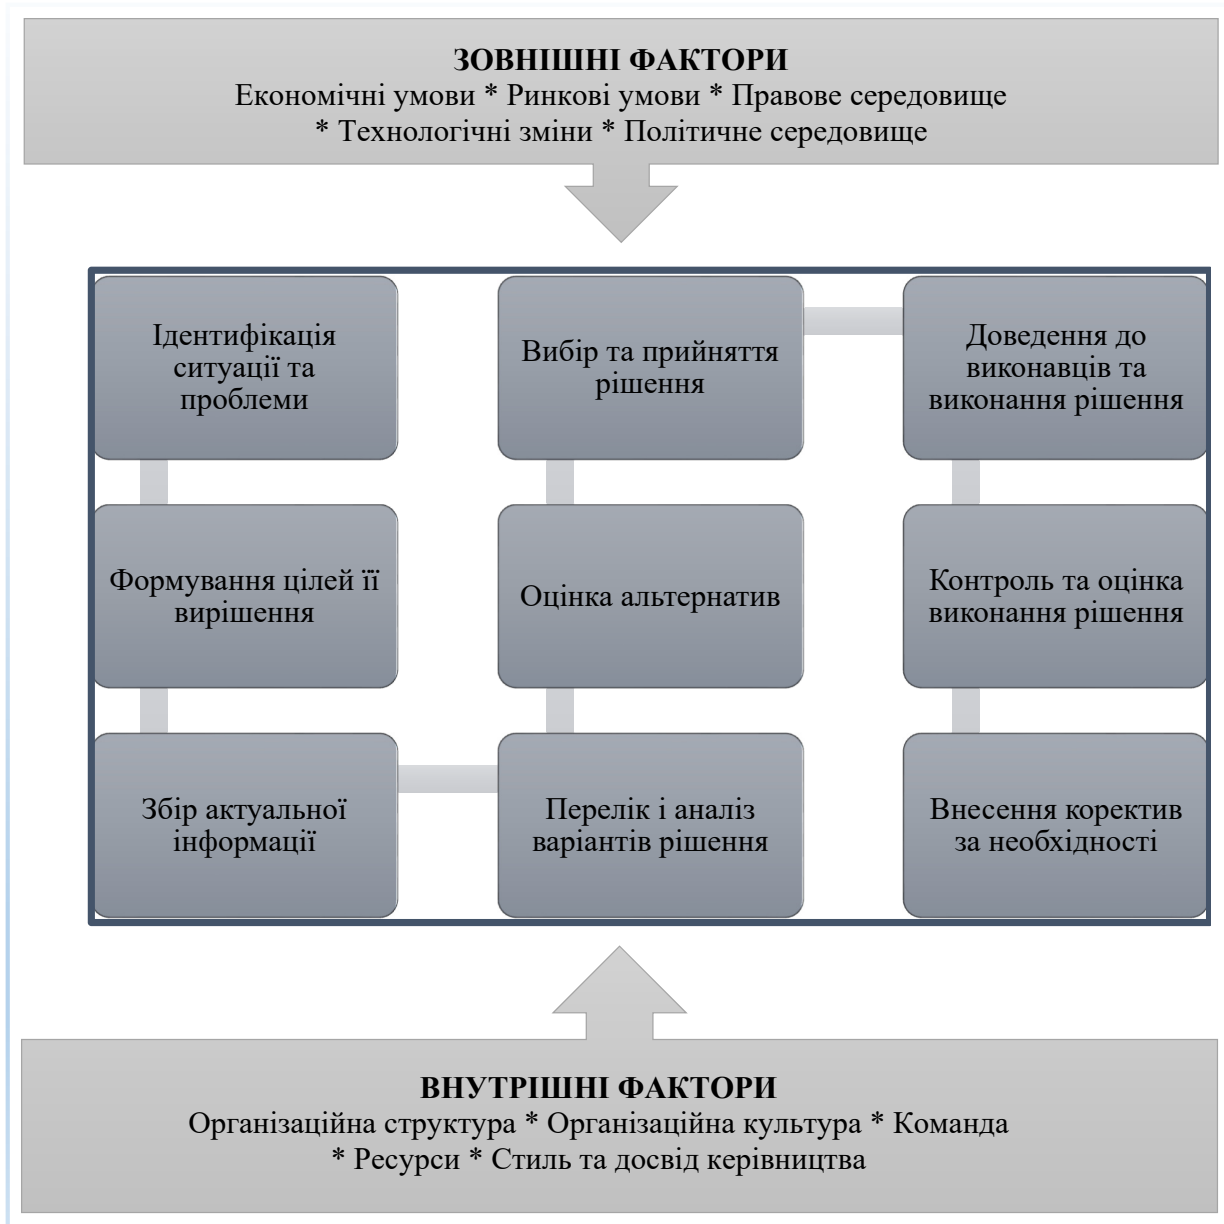 ЗОВНІШНІ ФАКТОРИ
Економічні умови * Ринкові умови * Правове середовище
* Технологічні зміни * Політичне середовище
Ідентифікація
ситуації та
проблеми
Формування цілей її
вирішення
Збір актуальної
інформації
Перелік і аналіз
варіантів рішення
Оцінка альтернатив
Вибір та прийняття
рішення
Доведення до
виконавців та
виконання рішення
Контроль та оцінка
виконання рішення
Внесення коректив
за необхідності
ВНУТРІШНІ ФАКТОРИ
Організаційна структура * Організаційна культура * Команда
* Ресурси * Стиль та досвід керівництва